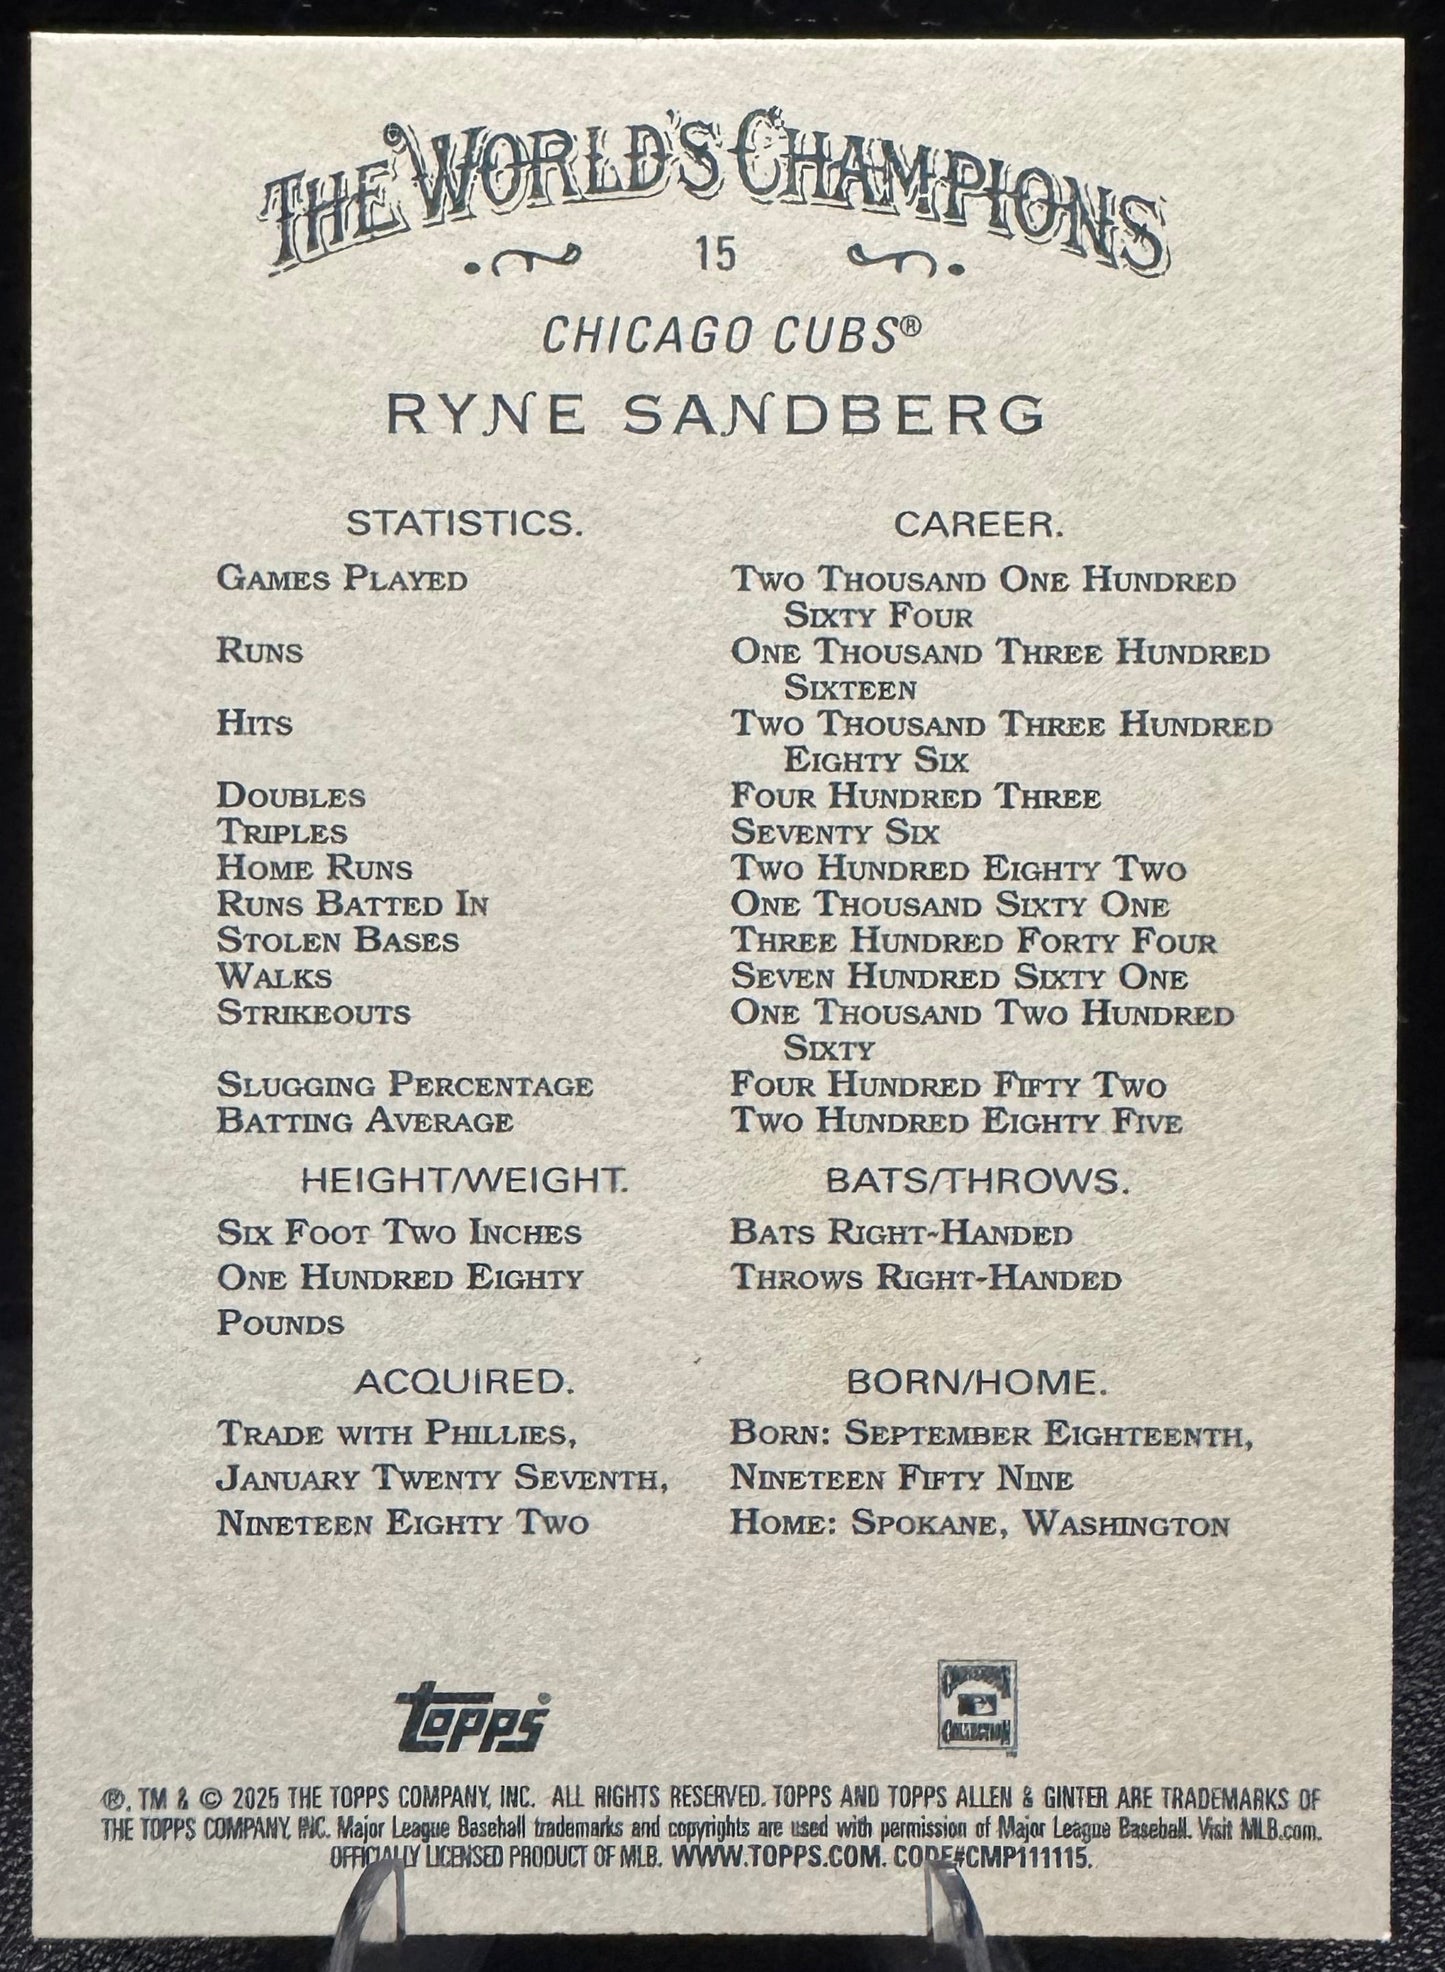 THE WORLD'S CHAMPIONS
15
CHICAGO CUBS®
RYNE SANDBERG
STATISTICS. CAREER.
GAMES PLAYED TWO THOUSAND ONE HUNDRED
SIXTY FOUR
RUNS ONE THOUSAND THREE HUNDRED
SIXTEEN
HITS TWO THOUSAND THREE HUNDRED
EIGHTY SIX
DOUBLES FOUR HUNDRED THREE
TRIPLES SEVENTY SIX
HOME RUNS TWO HUNDRED EIGHTY TWO
RUNS BATTED IN ONE THOUSAND SIXTY ONE
STOLEN BASES THREE HUNDRED FORTY FOUR
WALKS SEVEN HUNDRED SIXTY ONE
STRIKEOUTS ONE THOUSAND TWO HUNDRED
SIXTY
SLUGGING PERCENTAGE FOUR HUNDRED FIFTY TWO
BATTING AVERAGE TWO HUNDRED EIGHTY FIVE
HEIGHT/WEIGHT. BATS/THROWS.
SIX FOOT TWO INCHES BATS RIGHT-HANDED
ONE HUNDRED EIGHTY THROWS RIGHT-HANDED
POUNDS
ACQUIRED. BORN/HOME.
TRADE WITH PHILLIES, BORN: SEPTEMBER EIGHTEENTH,
JANUARY TWENTY SEVENTH, NINETEEN FIFTY NINE
NINETEEN EIGHTY TWO HOME: SPOKANE, WASHINGTON
topps®
COOPERSTOWN
COLLECTION
®, TM & © 2025 THE TOPPS COMPANY, INC. ALL RIGHTS RESERVED. TOPPS AND TOPPS ALLEN & GINTER ARE TRADEMARKS OF
THE TOPPS COMPANY, INC. Major League Baseball trademarks and copyrights are used with permission of Major League Baseball. Visit MLB.com.
OFFICIALLY LICENSED PRODUCT OF MLB. WWW.TOPPS.COM. CODE#CMP111115.